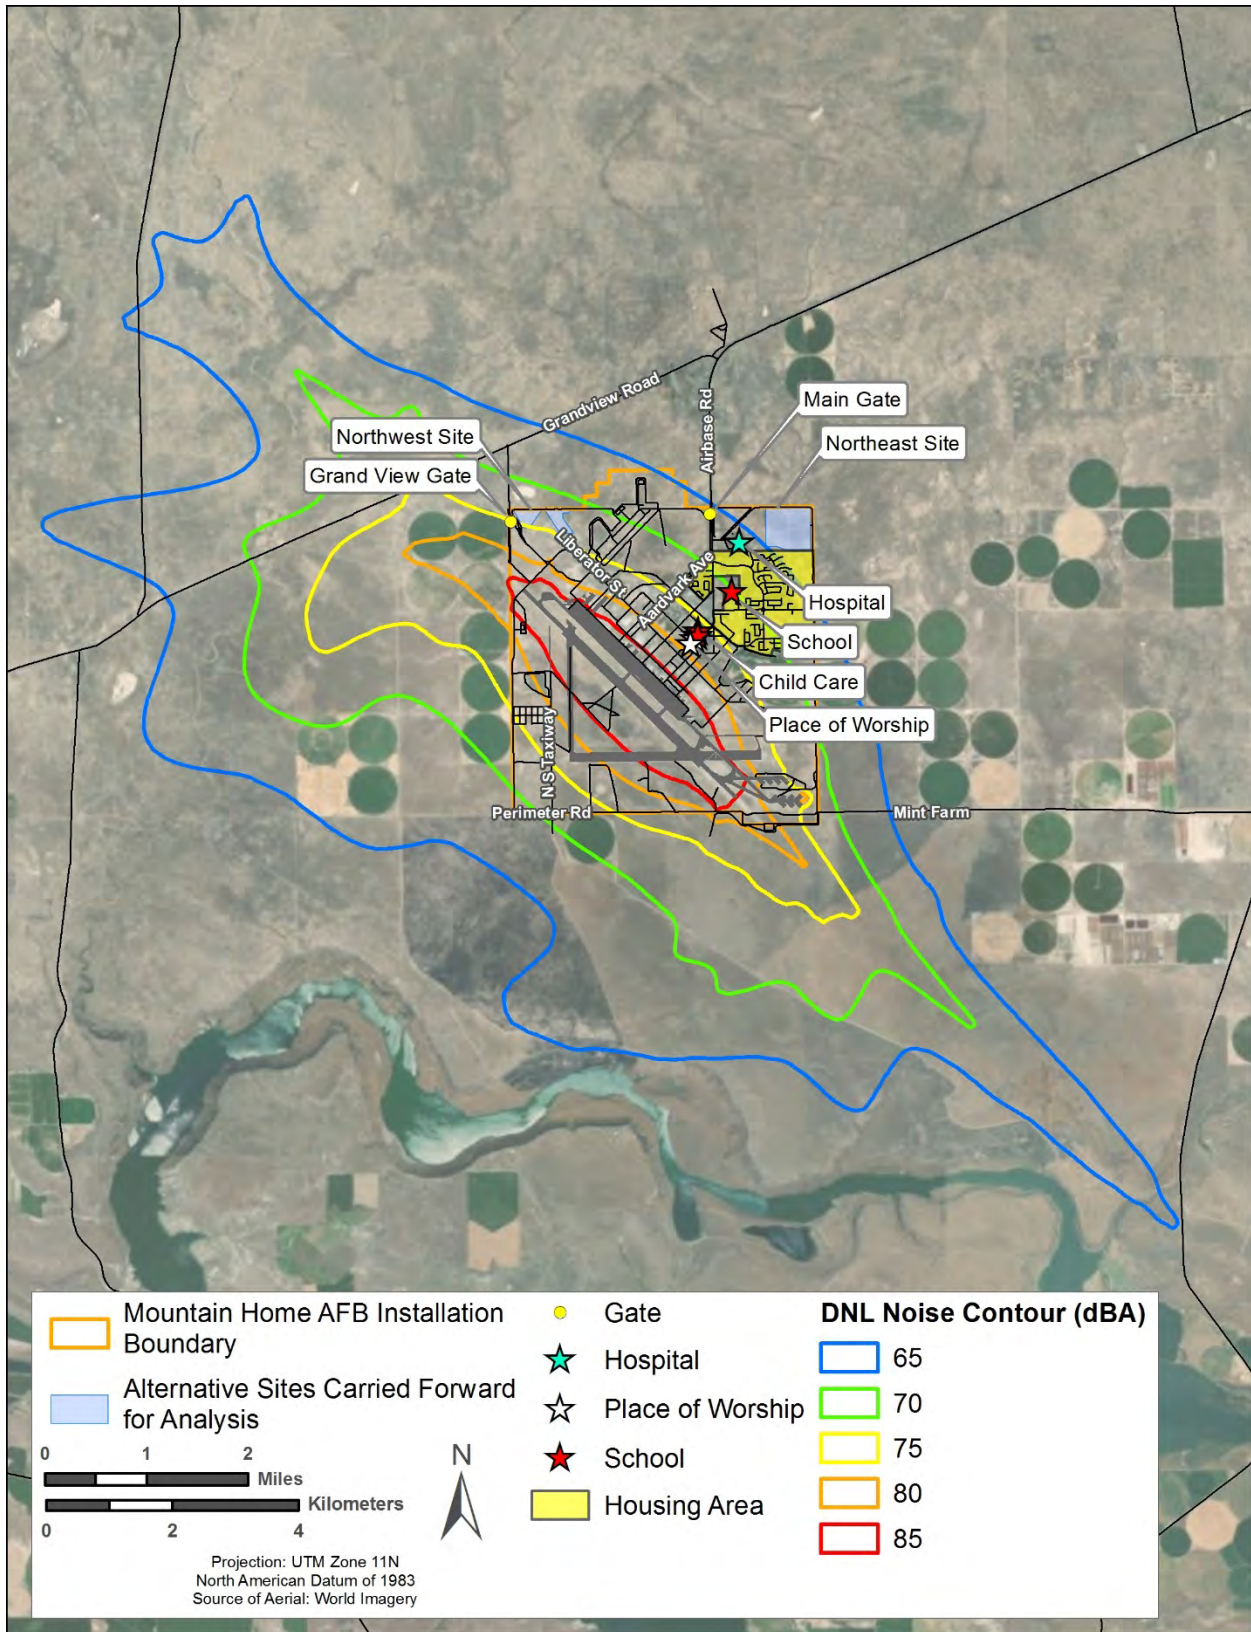 Grandview Road
Airbase Rd
Main Gate
Northwest Site
Northeast Site
Grand View Gate
Liberator St
Aardvark Ave
Hospital
School
Child Care
Place of Worship
N S Taxiway
Perimeter Rd
Mint Farm
Mountain Home AFB Installation
Boundary
Alternative Sites Carried Forward
for Analysis
0 1 2
Miles
Kilometers
0 2 4
N
Projection: UTM Zone 11N
North American Datum of 1983
Source of Aerial: World Imagery
Gate
Hospital
Place of Worship
School
Housing Area
DNL Noise Contour (dBA)
65
70
75
80
85